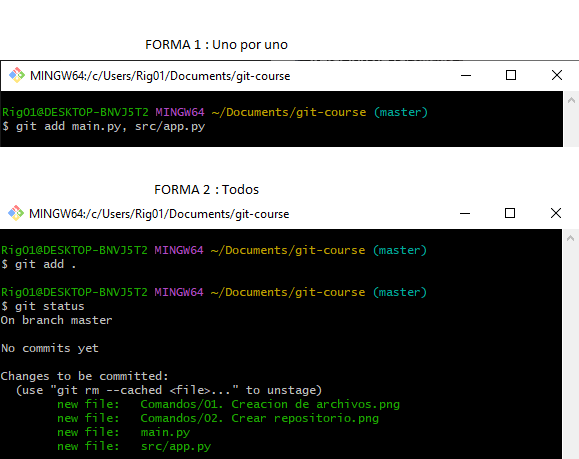 FORMA 1 : Uno por uno
MINGW64:/c/Users/Rig01/Documents/git-course
Rig01@DESKTOP-BNVJ5T2 MINGW64 ~/Documents/git-course (master)
$ git add main.py, src/app.py
FORMA 2 : Todos
MINGW64:/c/Users/Rig01/Documents/git-course
Rig01@DESKTOP-BNVJ5T2 MINGW64 ~/Documents/git-course (master)
$ git add .
Rig01@DESKTOP-BNVJ5T2 MINGW64 ~/Documents/git-course (master)
$ git status
On branch master
No commits yet
Changes to be committed:
(use "git rm --cached <file>..." to unstage)
new file: Comandos/01. Creacion de archivos.png
new file: Comandos/02. Crear repositorio.png
new file: main.py
new file: src/app.py